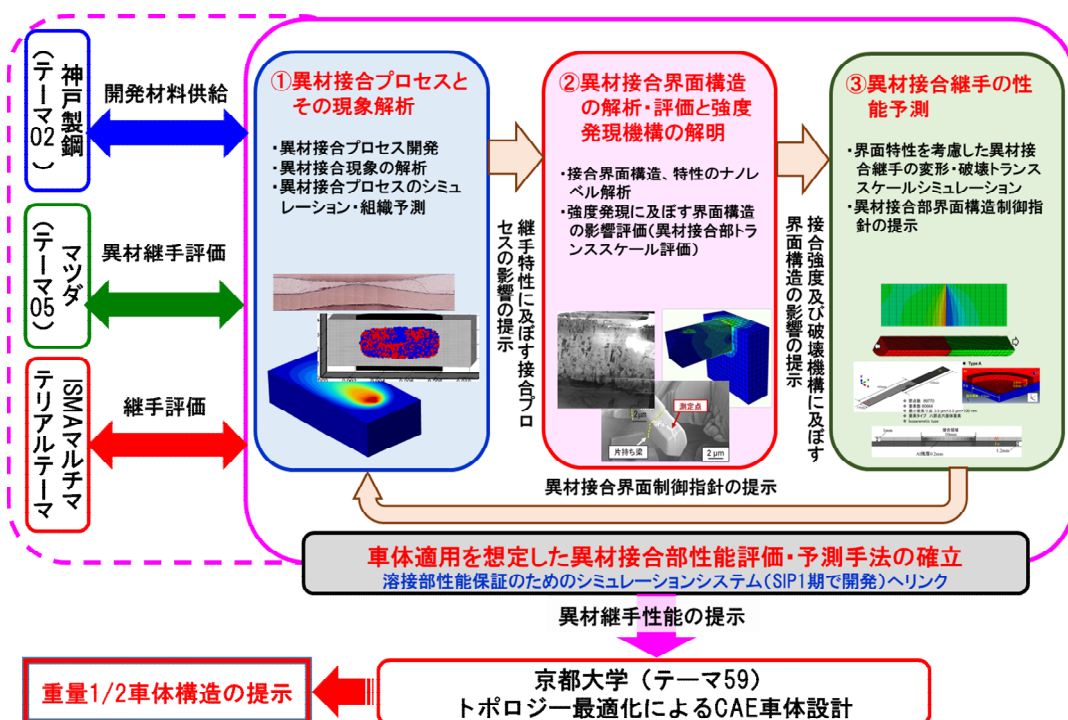 神戸製鋼
(テーマ02)
開発材料供給
マツダ
(テーマ05)
異材継手評価
ISMAマルチマ
テリアルテーマ
継手評価
①異材接合プロセスと
その現象解析
・異材接合プロセス開発
・異材接合現象の解析
・異材接合プロセスのシミュ
レーション・組織予測
継手特性に及ぼす接合プロ
セスの影響の提示
②異材接合界面構造
の解析・評価と強度
発現機構の解明
・接合界面構造、特性のナノレ
ベル解析
・強度発現に及ぼす界面構造
の影響評価(異材接合部トラ
ンススケール評価)
2μm
測定点
片持ち梁
2 μm
接合強度及び破壊機構に及ぼす
界面構造の影響の提示
③異材接合継手の性
能予測
・界面特性を考慮した異材接
合継手の変形・破壊トランス
スケールシミュレーション
・異材接合部界面構造制御指
針の提示
Type A
接合領域
1mm
Al板厚0.2mm
異材接合界面制御指針の提示
車体適用を想定した異材接合部性能評価・予測手法の確立
溶接部性能保証のためのシミュレーションシステム(SIP1期で開発)へリンク
異材継手性能の提示
京都大学(テーマ59)
トポロジー最適化によるCAE車体設計
重量1/2車体構造の提示